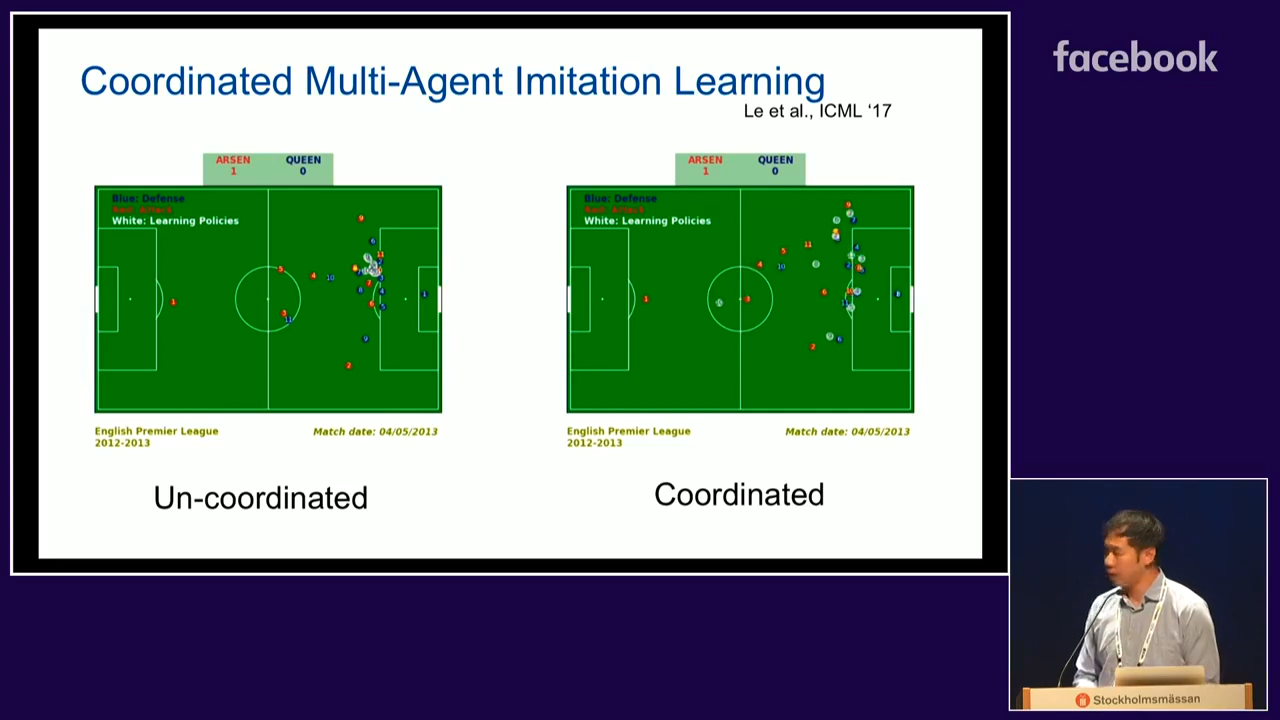 Coordinated Multi-Agent Imitation Learning
Le et al., ICML ‘17
facebook
ARSEN QUEEN
1 0
Blue: Defense
White: Learning Policies
English Premier League
2012-2013
Match date: 04/05/2013
Un-coordinated
ARSEN QUEEN
1 0
Blue: Defense
White: Learning Policies
English Premier League
2012-2013
Match date: 04/05/2013
Coordinated
Stockholmsmässan